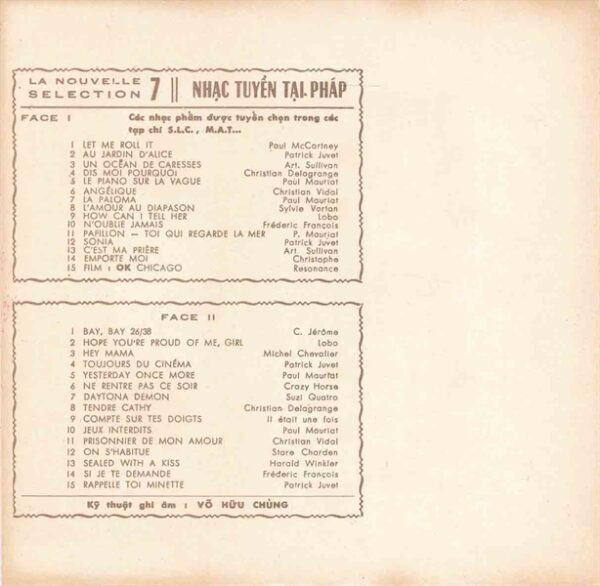 LA NOUVELLE
SELECTION 7 || NHẠC TUYỂN TẠI PHÁP
FACE I Các nhạc phẩm được tuyển chọn trong các
tạp chí S.L.C., M.A.T...
1 LET ME ROLL IT Paul McCartney
2 AU JARDIN D'ALICE Patrick Juvet
3 UN OCÊAN DE CARESSES Art. Sullivan
4 DIS MOI POURQUOI Christian Delagrange
5 LE PIANO SUR LA VAGUE Paul Mauriat
6 ANGÉLIQUE Christian Vidal
7 LA PALOMA Paul Mauriat
8 L'AMOUR AU DIAPASON Sylvie Vartan
9 HOW CAN I TELL HER Lobo
10 N'OUBLIE JAMAIS Fréderic François
11 PAPILLON — TOI QUI REGARDE LA MER P. Mauriat
12 SONIA Patrick Juvet
13 C'EST MA PRIÈRE Art. Sullivan
14 EMPORTE MOI Christophe
15 FILM : OK CHICAGO Resonance
FACE II
1 BAY, BAY 26/38 C. Jérôme
2 HOPE YOU'RE PROUD OF ME, GIRL Lobo
3 HEY MAMA Michel Chevalier
4 TOUJOURS DU CINÉMA Patrick Juvet
5 YESTERDAY ONCE MORE Paul Mauriat
6 NE RENTRE PAS CE SOIR Crazy Horse
7 DAYTONA DEMON Suzi Quatro
8 TENDRE CATHY Christian Delagrange
9 COMPTE SUR TES DOIGTS Il était une fois
10 JEUX INTERDITS Paul Mauriat
11 PRISONNIER DE MON AMOUR Christian Vidal
12 ON S'HABITUE Stone Charden
13 SEALED WITH A KISS Harald Winkler
14 SI JE TE DEMANDE Fréderic François
15 RAPPELLE TOI MINETTE Patrick Juvet
Kỹ thuật ghi âm : VÕ HỮU CHÙNG